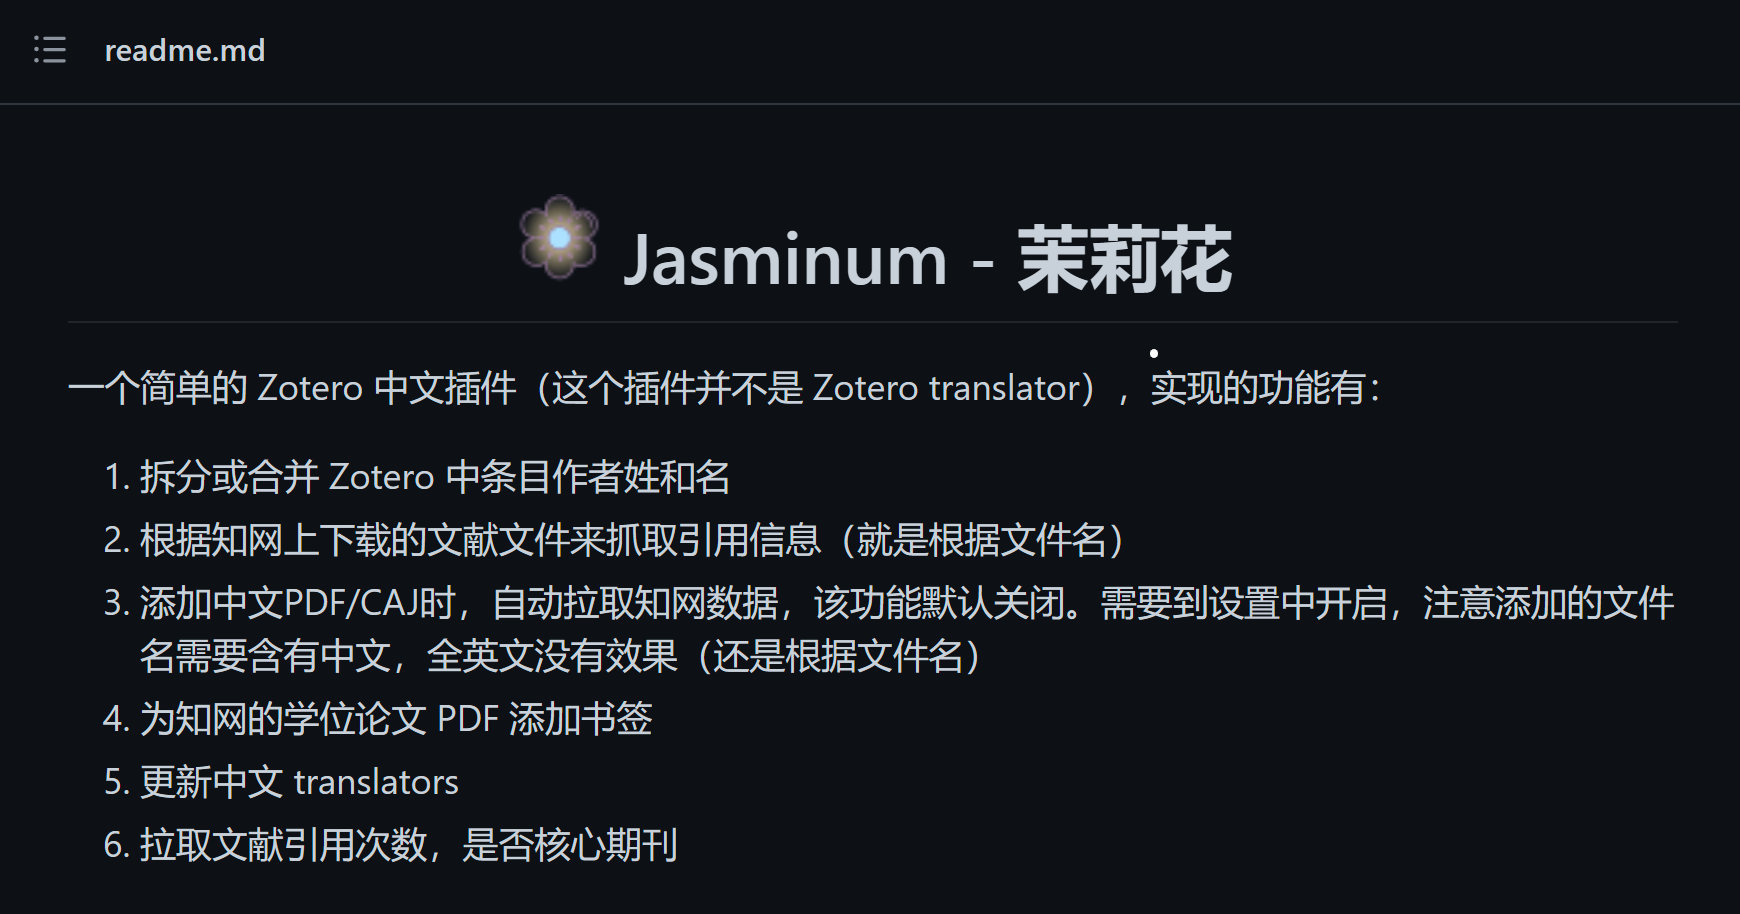 readme.md
Jasminum - 茉莉花
一个简单的 Zotero 中文插件（这个插件并不是 Zotero translator），实现的功能有：
1. 拆分或合并 Zotero 中条目作者姓和名
2. 根据知网上下载的文献文件来抓取引用信息（就是根据文件名）
3. 添加中文PDF/CAJ时，自动拉取知网数据，该功能默认关闭。需要到设置中开启，注意添加的文件
名需要含有中文，全英文没有效果（还是根据文件名）
4. 为知网的学位论文 PDF 添加书签
5. 更新中文 translators
6. 拉取文献引用次数，是否核心期刊